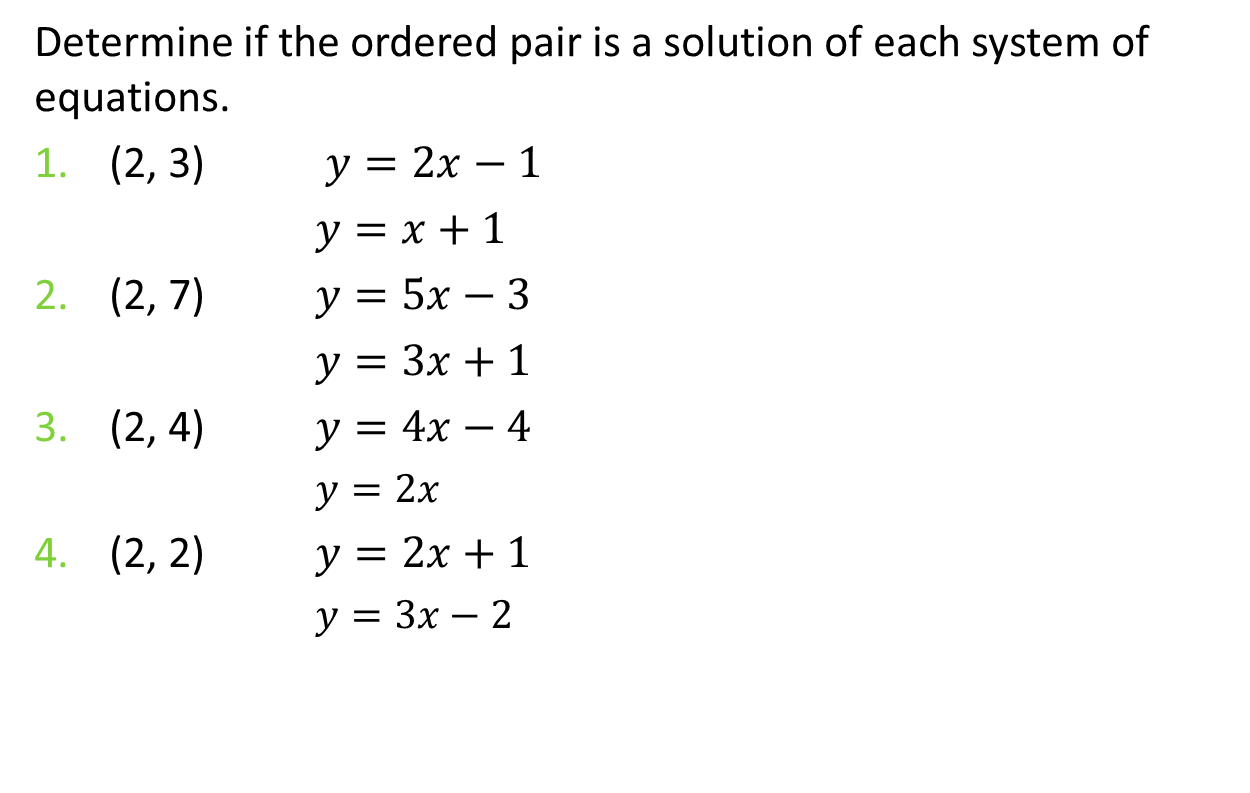 Determine if the ordered pair is a solution of each system of
equations.
1. (2, 3) y = 2x − 1
y = x + 1
2. (2, 7) y = 5x − 3
y = 3x + 1
3. (2, 4) y = 4x − 4
y = 2x
4. (2, 2) y = 2x + 1
y = 3x − 2